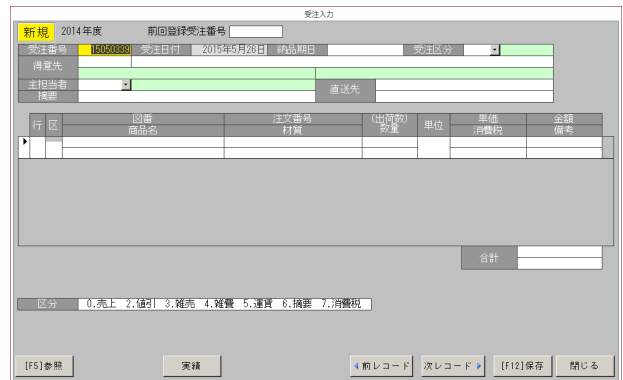 受注入力
新規 2014年度 前回登録受注番号
受注番号 15050339 受注日付 2015年5月26日 納品期日 受注区分
得意先
主担当者 直送先
摘要
行 区 図番 注文番号 (出荷数) 単位 単価 金額
商品名 材質 数量 消費税 備考
合計
区分 0.売上 2.値引 3.雑売 4.雑費 5.運賃 6.摘要 7.消費税
[F5]参照 実績 前レコード 次レコード [F12]保存 閉じる